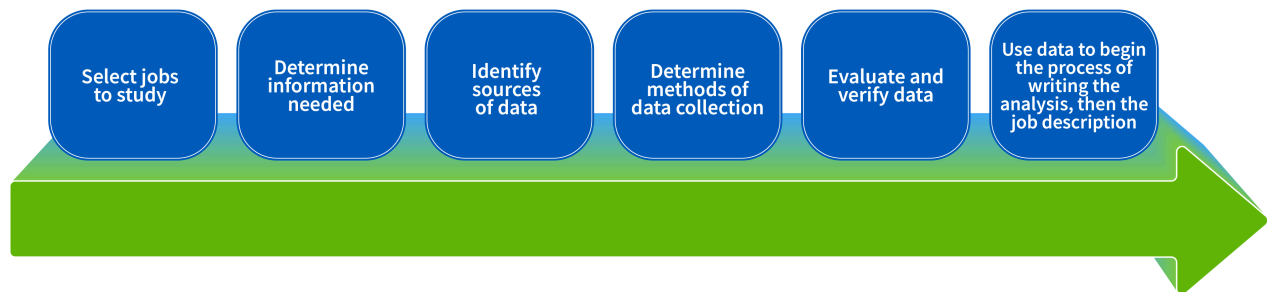 Select jobs
to study
Determine
information
needed
Identify
sources
of data
Determine
methods of
data collection
Evaluate and
verify data
Use data to begin
the process of
writing the
analysis, then the
job description